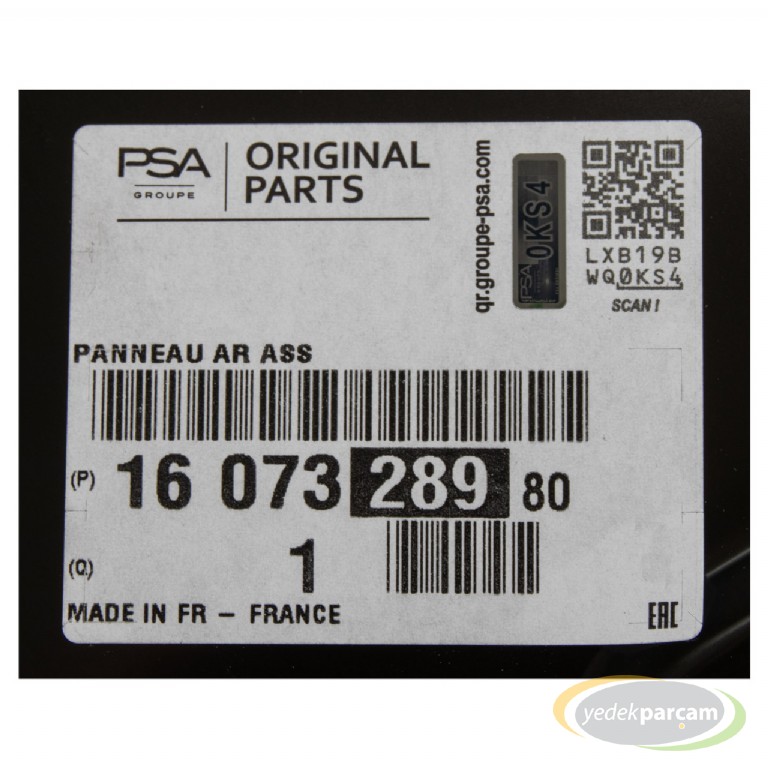 PSA
GROUPE
ORIGINAL
PARTS
qr.groupe-psa.com
PSA
0KS4
LXB19B
WQ0KS4
SCAN!
PANNEAU AR ASS
(P) 16 073 289 80
(Q) 1
MADE IN FR – FRANCE
EAC
yedekparcam